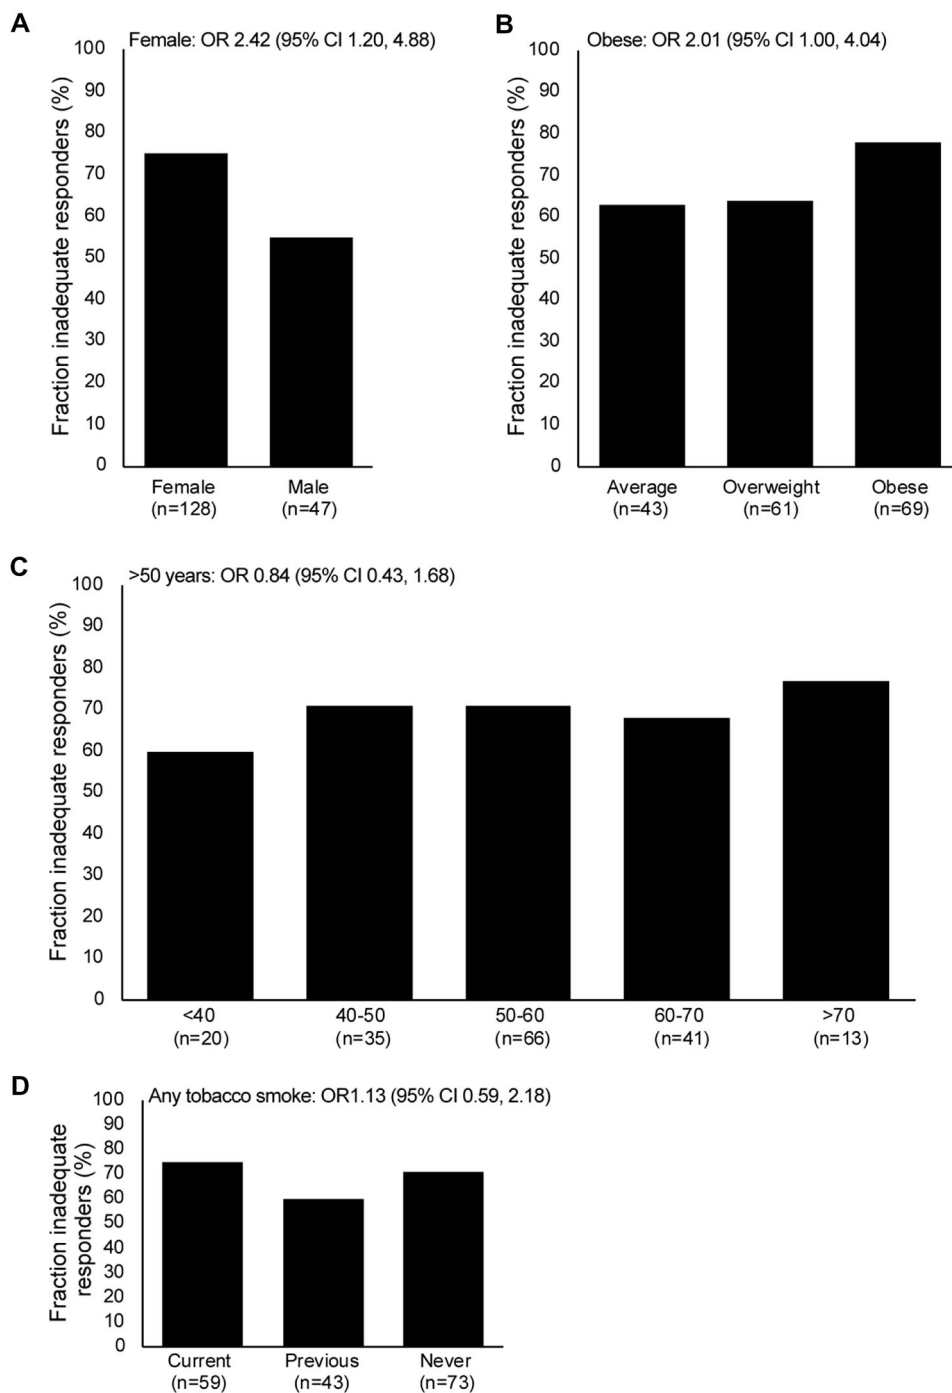 A
Female: OR 2.42 (95% CI 1.20, 4.88)
Fraction inadequate responders (%)
100
90
80
70
60
50
40
30
20
10
0
Female
(n=128)
Male
(n=47)
B
Obese: OR 2.01 (95% CI 1.00, 4.04)
Fraction inadequate responders (%)
100
90
80
70
60
50
40
30
20
10
0
Average
(n=43)
Overweight
(n=61)
Obese
(n=69)
C
>50 years: OR 0.84 (95% CI 0.43, 1.68)
Fraction inadequate responders (%)
100
90
80
70
60
50
40
30
20
10
0
<40
(n=20)
40-50
(n=35)
50-60
(n=66)
60-70
(n=41)
>70
(n=13)
D
Any tobacco smoke: OR1.13 (95% CI 0.59, 2.18)
Fraction inadequate
responders (%)
100
90
80
70
60
50
40
30
20
10
0
Current
(n=59)
Previous
(n=43)
Never
(n=73)